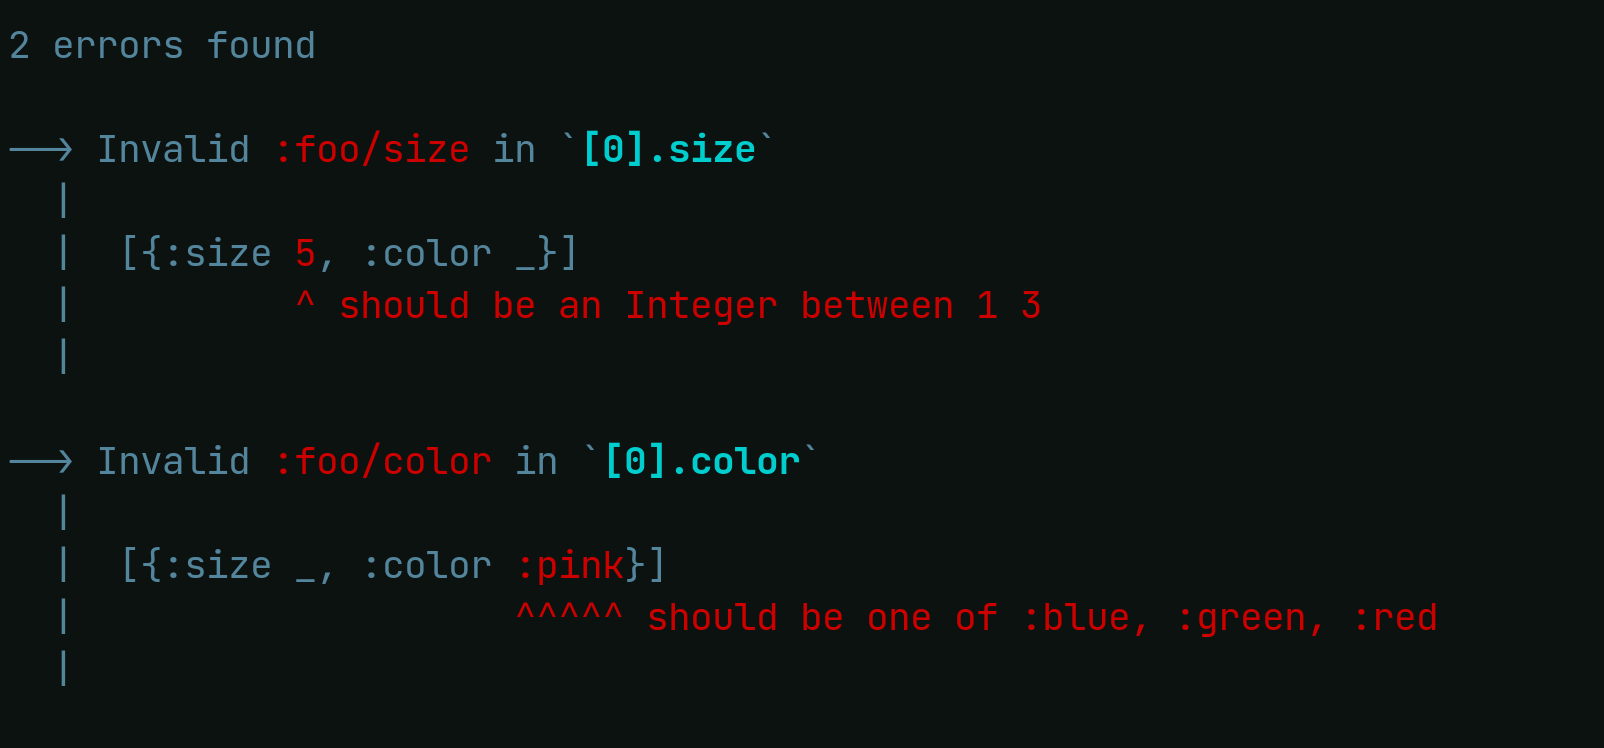 2 errors found
──> Invalid :foo/size in `[0].size`
|
| [{:size 5, :color _}]
| ^ should be an Integer between 1 3
|
──> Invalid :foo/color in `[0].color`
|
| [{:size _, :color :pink}]
| ^^^^^ should be one of :blue, :green, :red
|